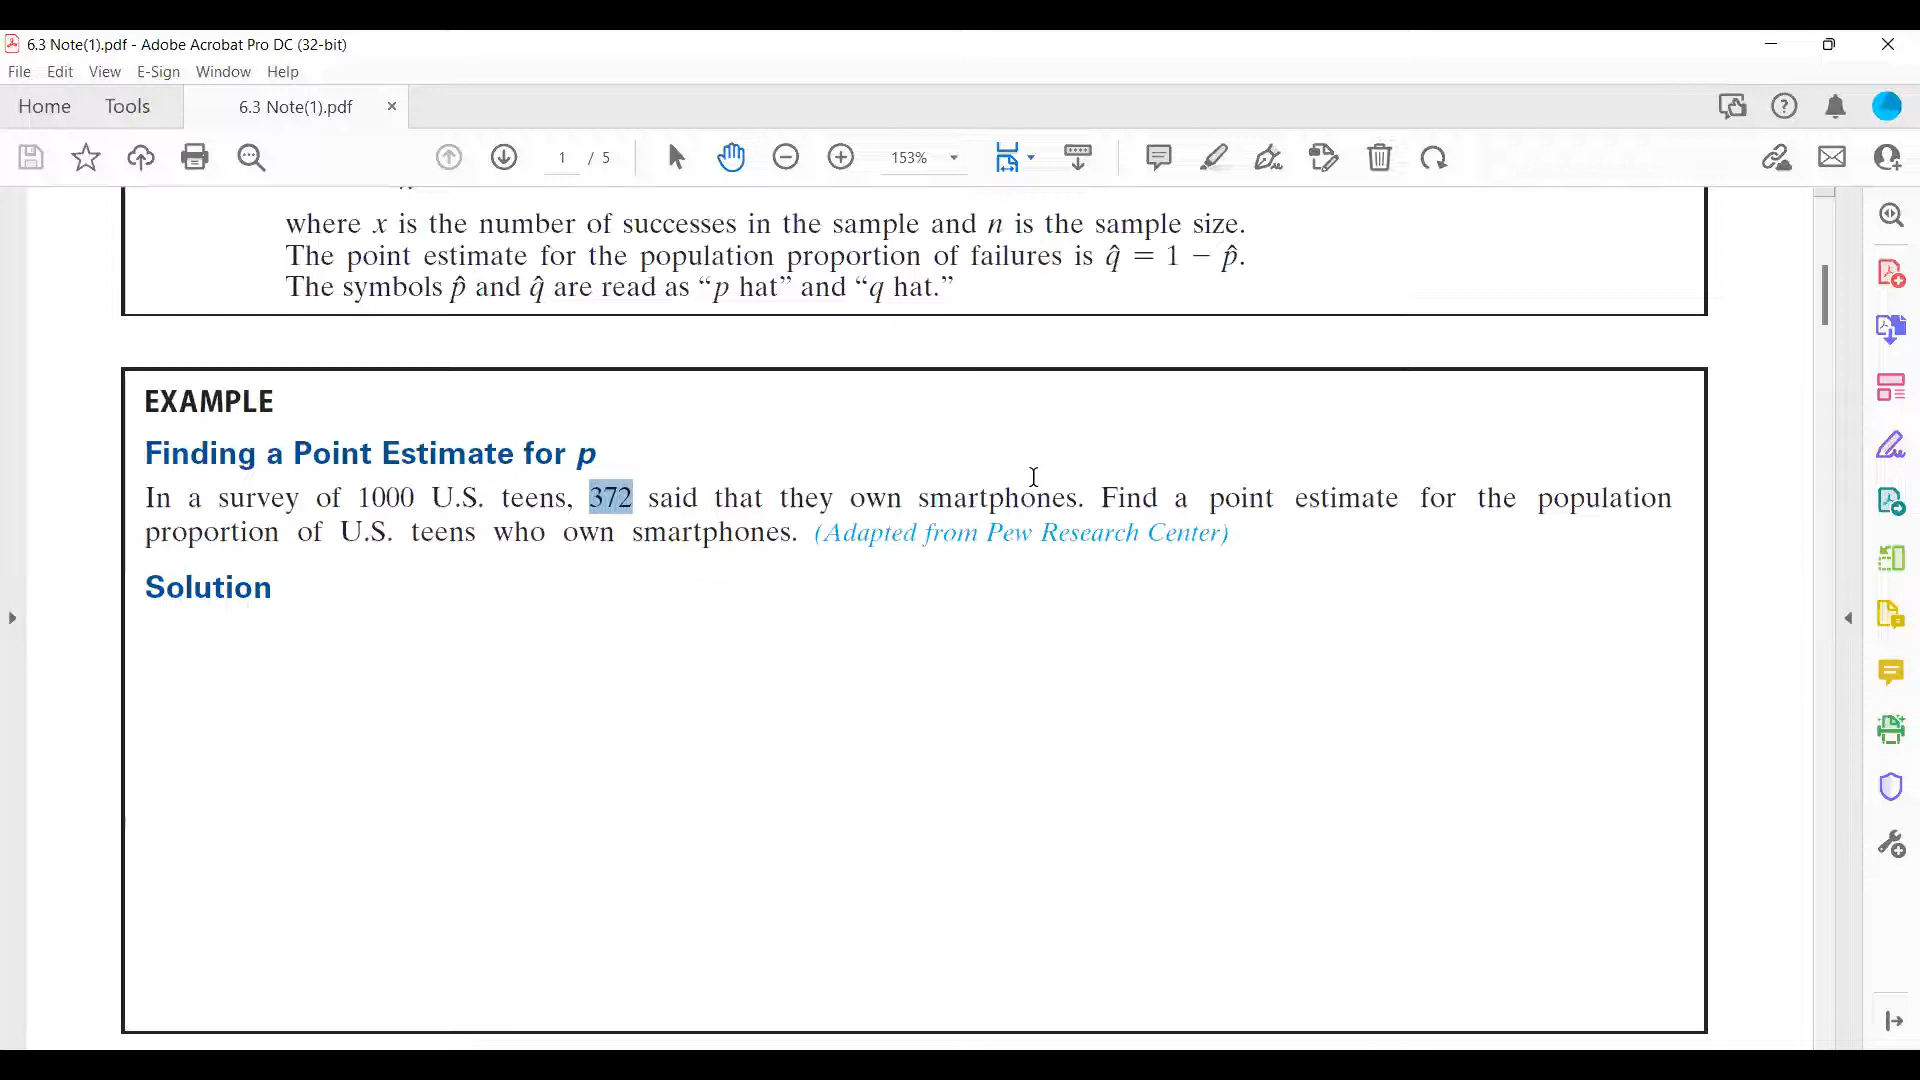 6.3 Note(1).pdf - Adobe Acrobat Pro DC (32-bit)
File Edit View E-Sign Window Help
Home Tools 6.3 Note(1).pdf
1 / 5 153%
where x is the number of successes in the sample and n is the sample size.
The point estimate for the population proportion of failures is q̂ = 1 − p̂.
The symbols p̂ and q̂ are read as “p hat” and “q hat.”
EXAMPLE
Finding a Point Estimate for p
In a survey of 1000 U.S. teens, 372 said that they own smartphones. Find a point estimate for the population
proportion of U.S. teens who own smartphones. (Adapted from Pew Research Center)
Solution